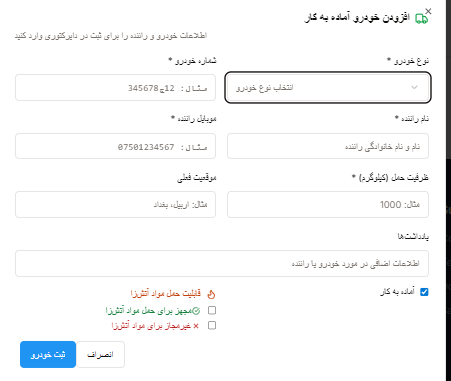 افزودن خودرو آماده به کار
اطلاعات خودرو و راننده را برای ثبت در دایرکتوری وارد کنید
نوع خودرو *
شماره خودرو *
انتخاب نوع خودرو
مثال: 12ع345678
نام راننده *
موبایل راننده *
نام و نام خانوادگی راننده
مثال: 07501234567
ظرفیت حمل (کیلوگرم) *
موقعیت فعلی
مثال: 1000
مثال: اربیل، بغداد
یادداشت‌ها
اطلاعات اضافی در مورد خودرو یا راننده
آماده به کار
قابلیت حمل مواد آتش‌زا
مجهز برای حمل مواد آتش‌زا
غیرمجاز برای مواد آتش‌زا
انصراف
ثبت خودرو